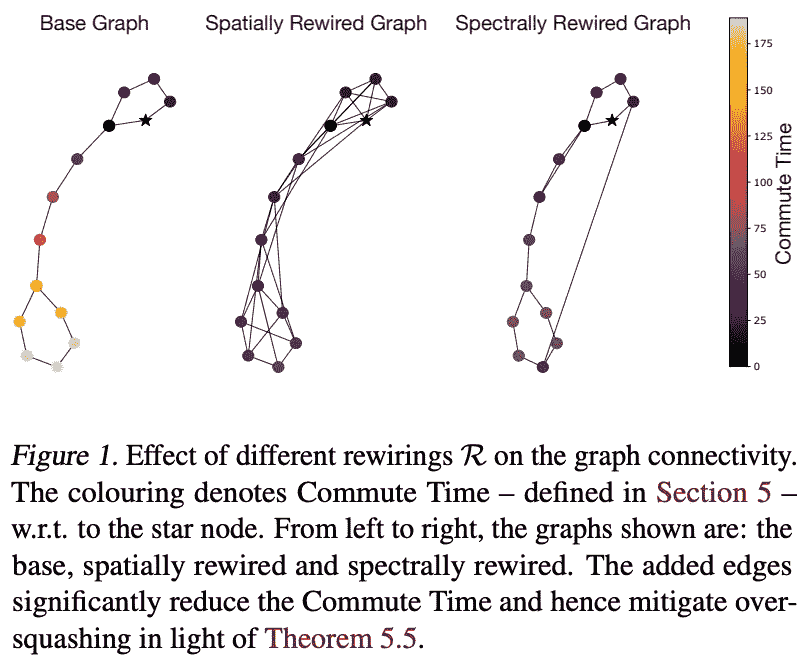 Base Graph
Spatially Rewired Graph
Spectrally Rewired Graph
175
150
125
100
75
50
25
0
Commute Time
Figure 1. Effect of different rewirings R on the graph connectivity.
The colouring denotes Commute Time – defined in Section 5 –
w.r.t. to the star node. From left to right, the graphs shown are: the
base, spatially rewired and spectrally rewired. The added edges
significantly reduce the Commute Time and hence mitigate over-
squashing in light of Theorem 5.5.